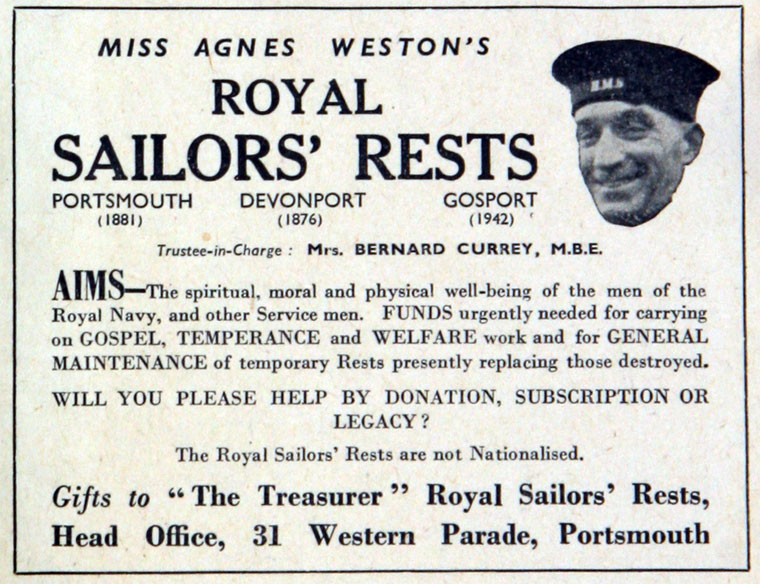 MISS AGNES WESTON'S
H.M.S
ROYAL
SAILORS' RESTS
PORTSMOUTH DEVONPORT GOSPORT
(1881) (1876) (1942)
Trustee-in-Charge : Mrs. BERNARD CURREY, M.B.E.
AIMS—The spiritual, moral and physical well-being of the men of the
Royal Navy, and other Service men. FUNDS urgently needed for carrying
on GOSPEL, TEMPERANCE and WELFARE work and for GENERAL
MAINTENANCE of temporary Rests presently replacing those destroyed.
WILL YOU PLEASE HELP BY DONATION, SUBSCRIPTION OR
LEGACY?
The Royal Sailors' Rests are not Nationalised.
Gifts to "The Treasurer" Royal Sailors' Rests,
Head Office, 31 Western Parade, Portsmouth